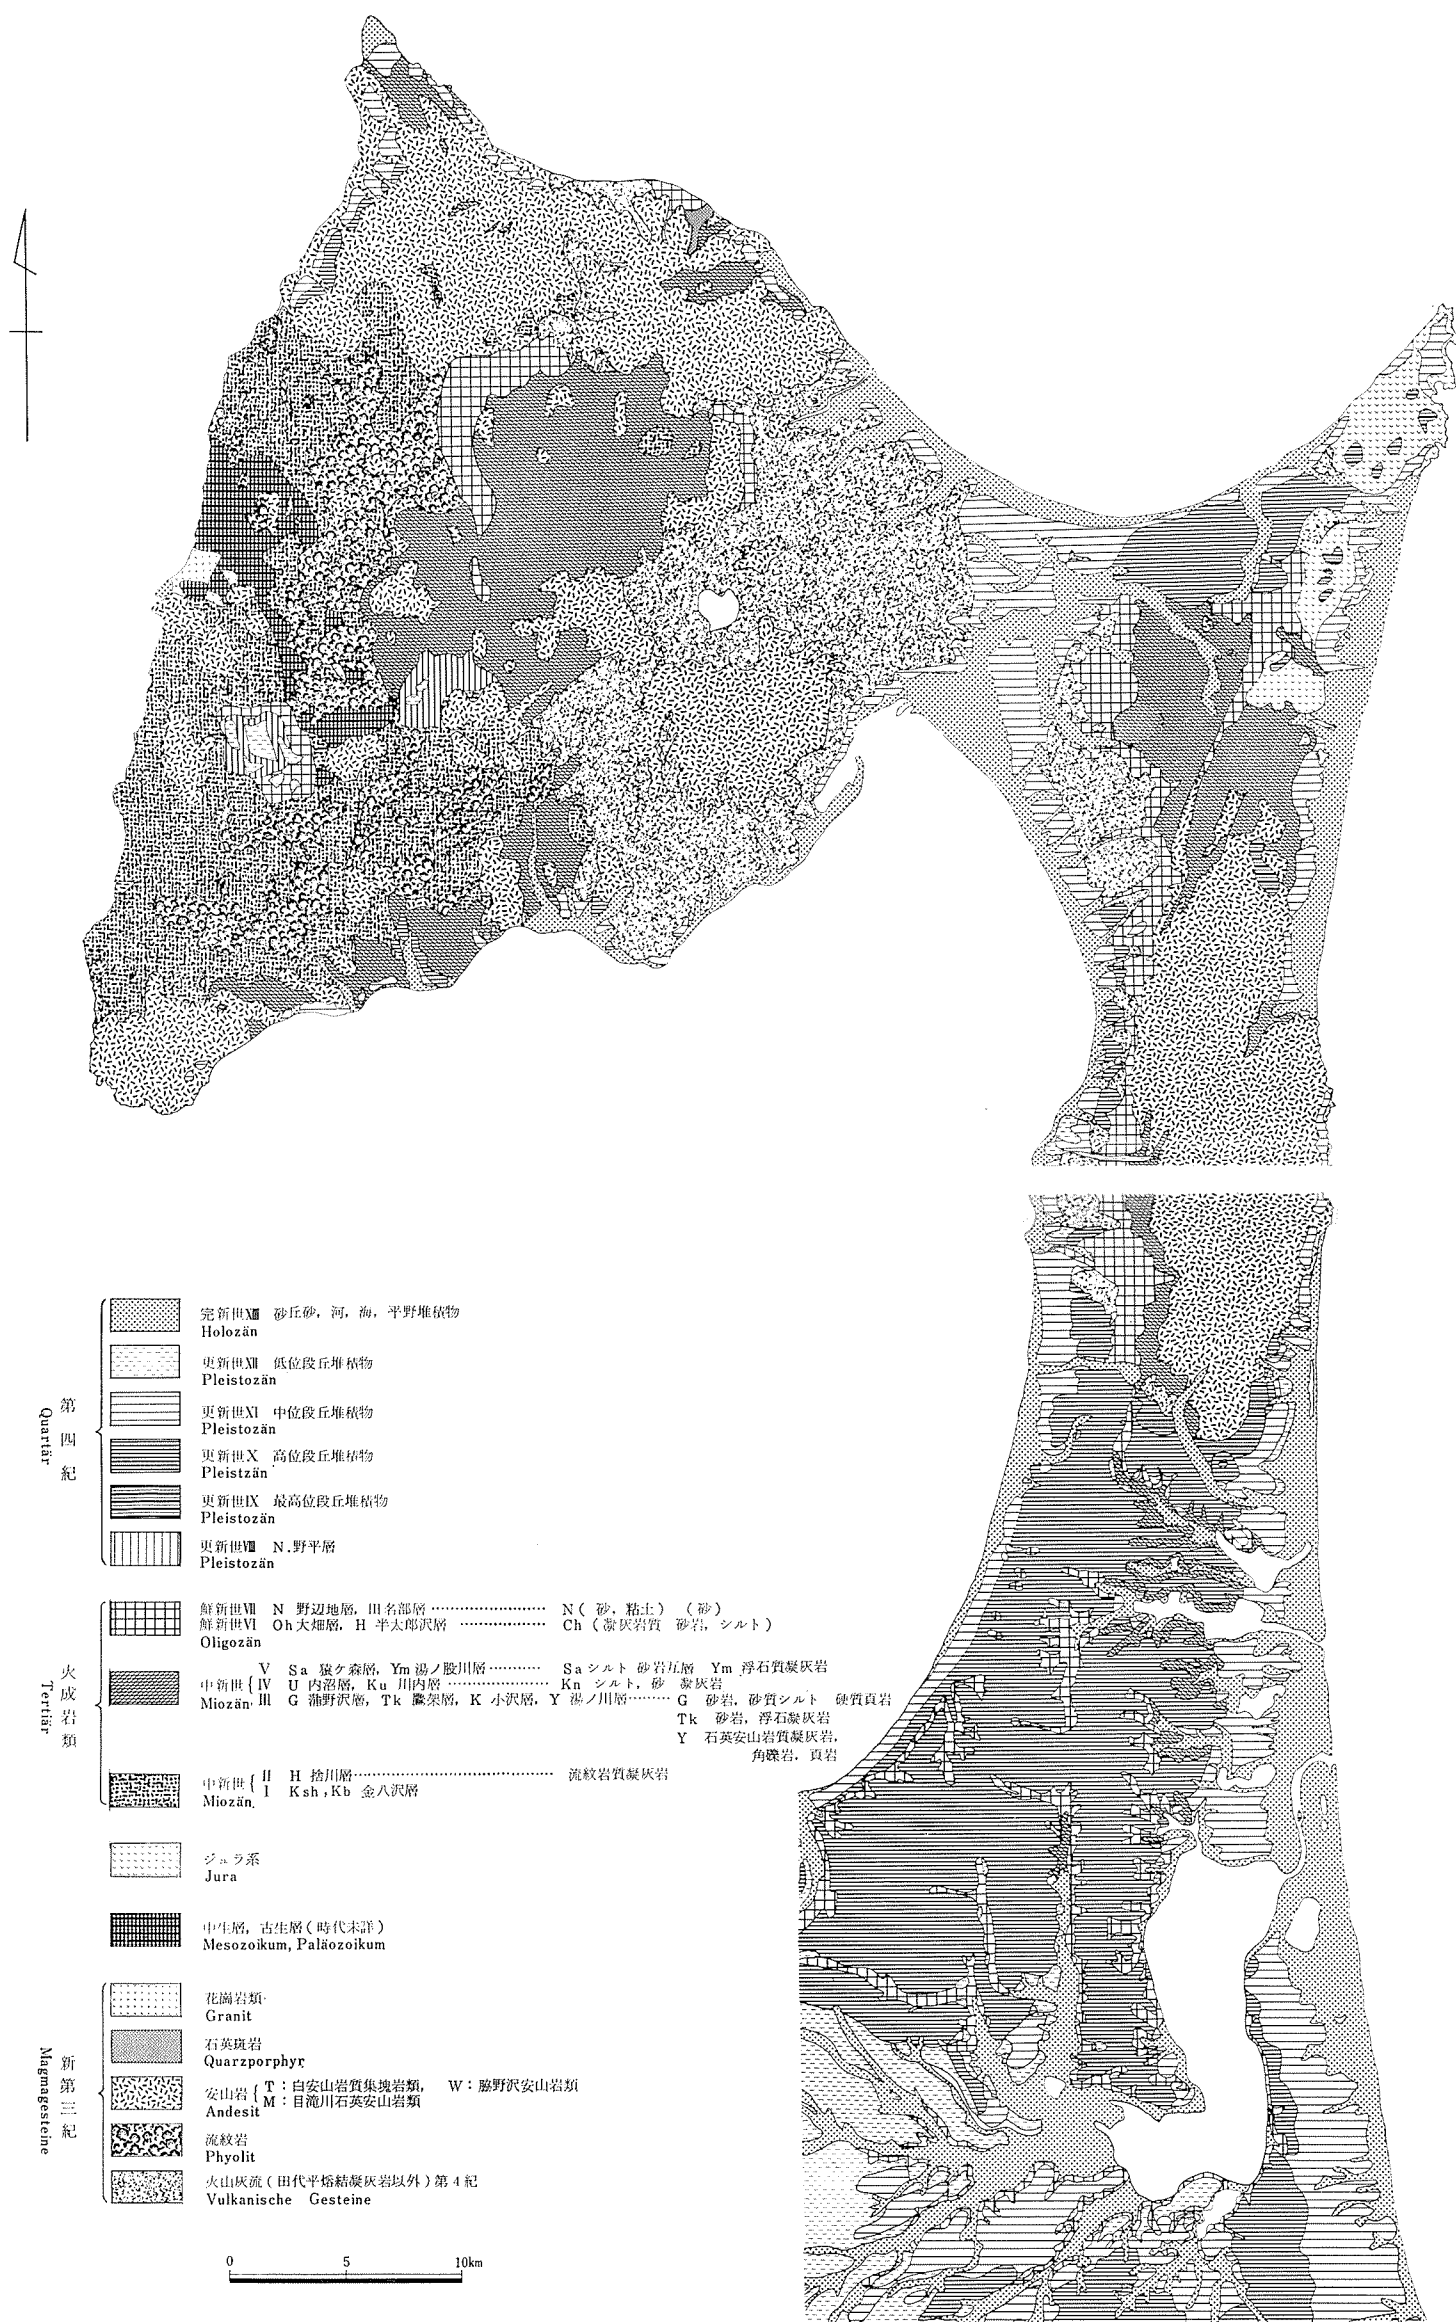 完新世XⅢ 砂丘砂，河，海，平野堆積物
Holozän
更新世XⅡ 低位段丘堆積物
Pleistozän
更新世XI 中位段丘堆積物
Pleistozän
更新世X 高位段丘堆積物
Pleistzän
更新世IX 最高位段丘堆積物
Pleistozän
更新世Ⅷ N.野平層
Pleistozän
第四紀
Quartär
鮮新世Ⅶ N 野辺地層，田名部層 ………………… N(砂，粘土) (砂)
鮮新世Ⅵ Oh大畑層，H 半太郎沢層 ………………… Ch(凝灰岩質 砂岩，シルト)
Oligozän
V Sa 猿ケ森層，Ym 湯ノ股川層 ………… Sa シルト 砂岩互層 Ym 浮石質凝灰岩
中新世 Ⅳ U 内沼層，Ku 川内層 ………………… Kn シルト，砂 凝灰岩
Miozän Ⅲ G 蒲野沢層，Tk 鷹架層，K 小沢層，Y 湯ノ川層 ……… G 砂岩，砂質シルト 硬質頁岩
Tk 砂岩，浮石凝灰岩
Y 石英安山岩質凝灰岩，
角礫岩，頁岩
中新世 Ⅱ H 捨川層 ………………………… 流紋岩質凝灰岩
Miozän. I Ksh,Kb 金八沢層
火成岩類
Tertiär
ジュラ系
Jura
中生層，古生層(時代未詳)
Mesozoikum, Paläozoikum
花崗岩類
Granit
石英斑岩
Quarzporphyr
安山岩 T：白安山岩質集塊岩類， W：脇野沢安山岩類
M：目滝川石英安山岩類
Andesit
流紋岩
Phyolit
火山灰流(田代平熔結凝灰岩以外)第4紀
Vulkanische Gesteine
新第三紀
Magmagesteine
0 5 10km